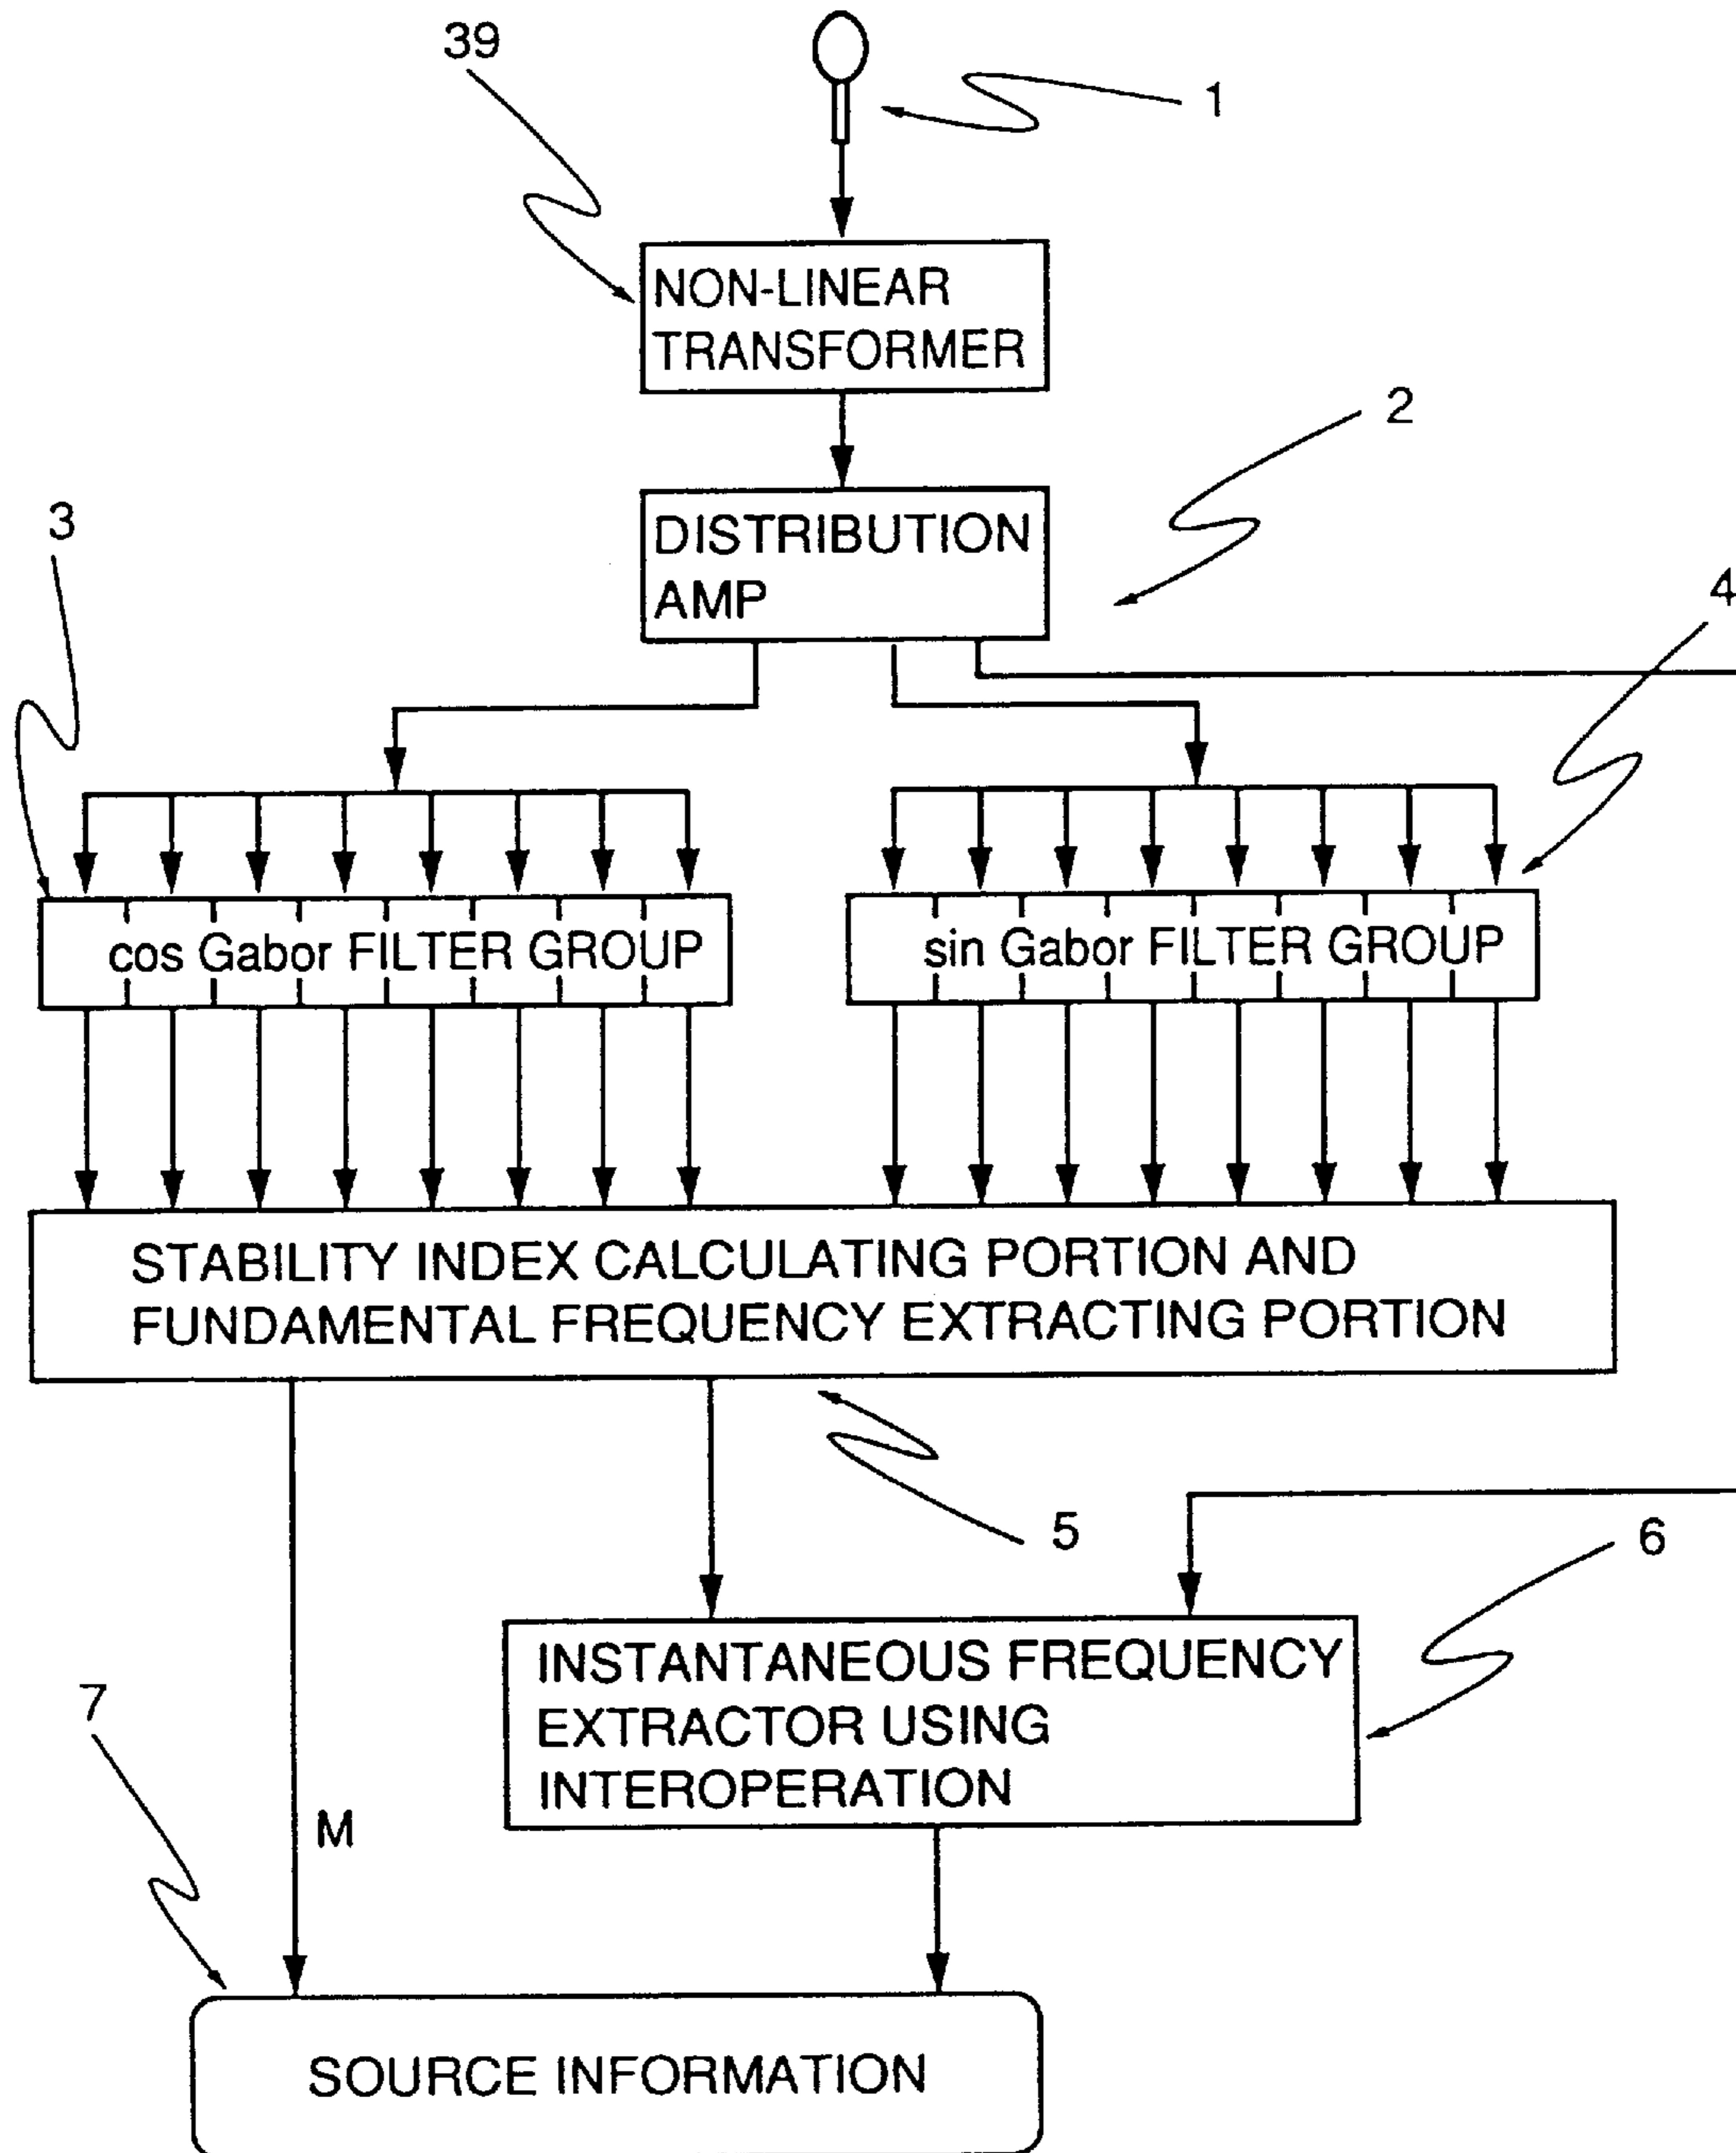 39
1
NON-LINEAR
TRANSFORMER
2
DISTRIBUTION
AMP
3
4
cos Gabor FILTER GROUP
sin Gabor FILTER GROUP
STABILITY INDEX CALCULATING PORTION AND
FUNDAMENTAL FREQUENCY EXTRACTING PORTION
5
6
INSTANTANEOUS FREQUENCY
EXTRACTOR USING
INTEROPERATION
7
M
SOURCE INFORMATION